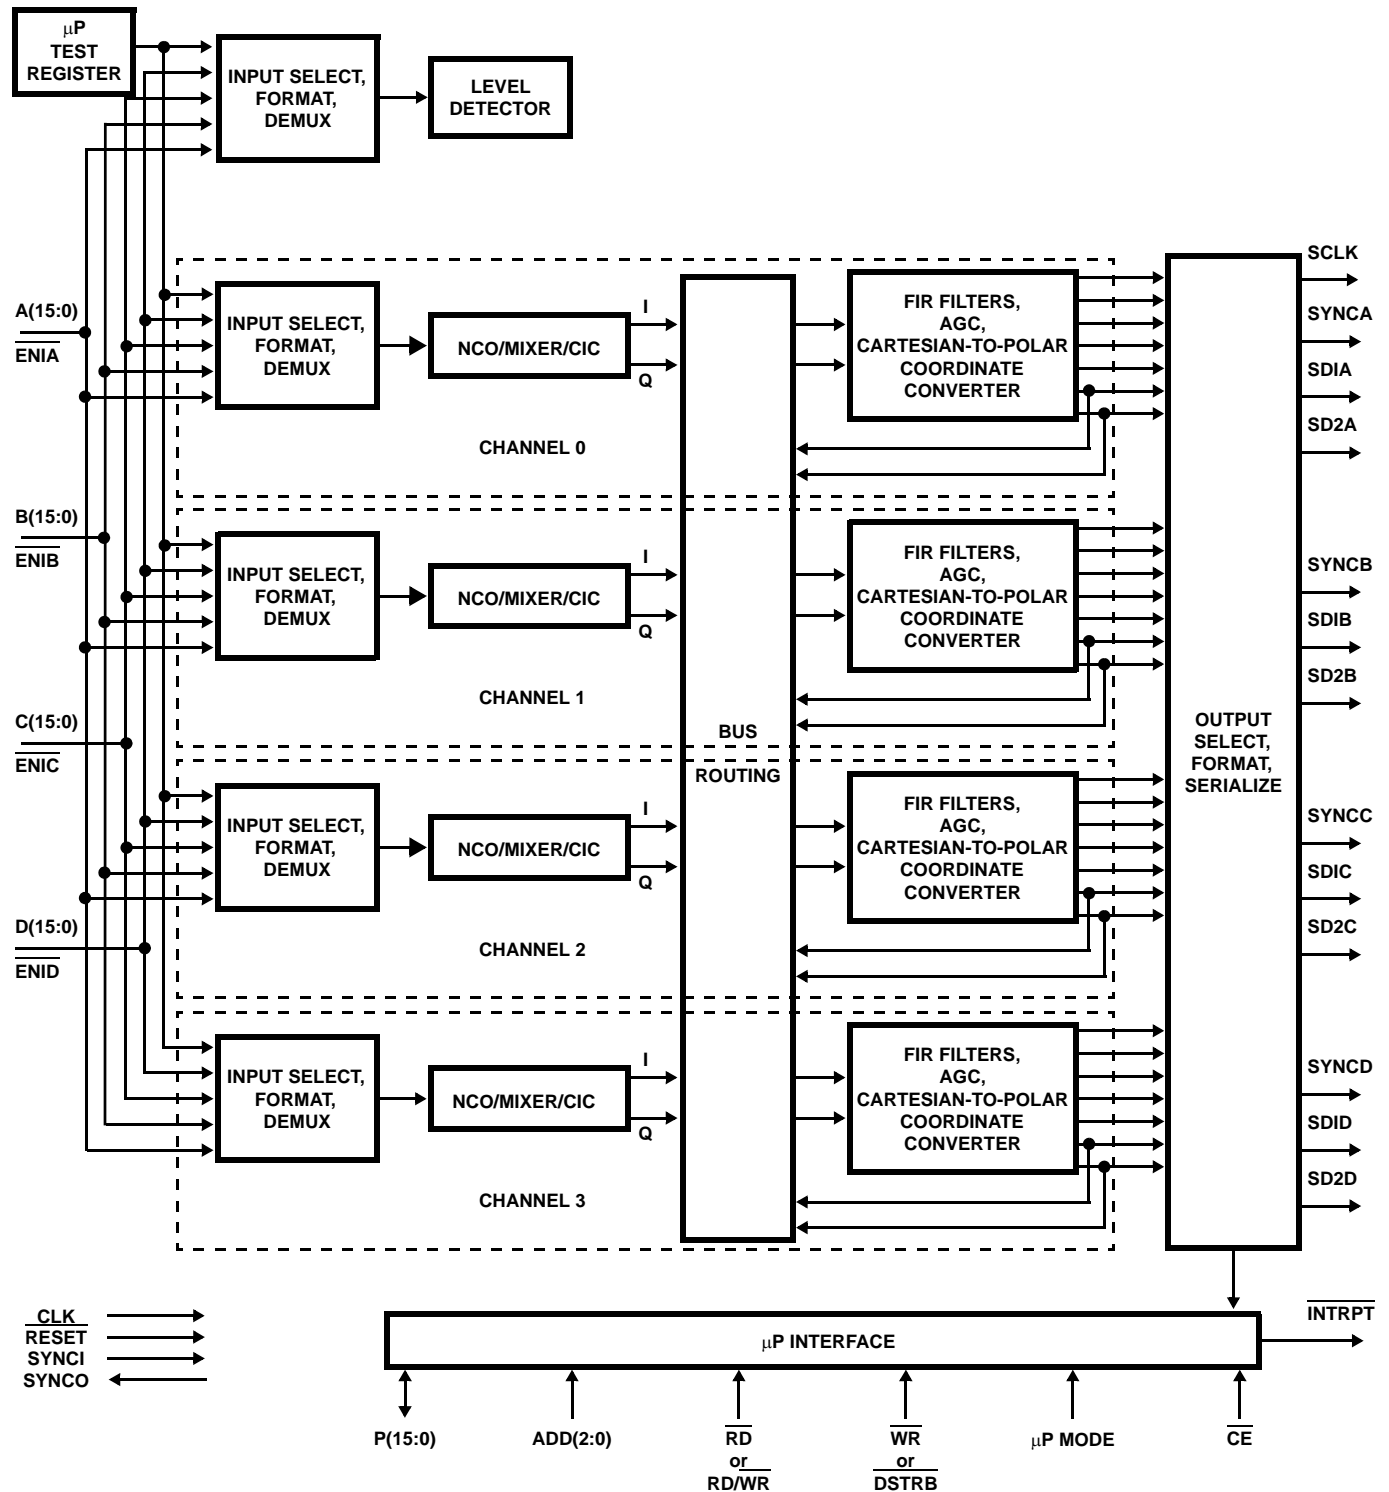 μP
TEST
REGISTER
INPUT SELECT,
FORMAT,
DEMUX
LEVEL
DETECTOR
A(15:0)
ENIA
B(15:0)
ENIB
C(15:0)
ENIC
D(15:0)
ENID
INPUT SELECT,
FORMAT,
DEMUX
NCO/MIXER/CIC
I
Q
FIR FILTERS,
AGC,
CARTESIAN-TO-POLAR
COORDINATE
CONVERTER
CHANNEL 0
INPUT SELECT,
FORMAT,
DEMUX
NCO/MIXER/CIC
I
Q
FIR FILTERS,
AGC,
CARTESIAN-TO-POLAR
COORDINATE
CONVERTER
CHANNEL 1
BUS
ROUTING
INPUT SELECT,
FORMAT,
DEMUX
NCO/MIXER/CIC
I
Q
FIR FILTERS,
AGC,
CARTESIAN-TO-POLAR
COORDINATE
CONVERTER
CHANNEL 2
INPUT SELECT,
FORMAT,
DEMUX
NCO/MIXER/CIC
I
Q
FIR FILTERS,
AGC,
CARTESIAN-TO-POLAR
COORDINATE
CONVERTER
CHANNEL 3
OUTPUT
SELECT,
FORMAT,
SERIALIZE
SCLK
SYNCA
SDIA
SD2A
SYNCB
SDIB
SD2B
SYNCC
SDIC
SD2C
SYNCD
SDID
SD2D
CLK
RESET
SYNCI
SYNCO
μP INTERFACE
INTRPT
P(15:0)
ADD(2:0)
RD
or
RD/WR
WR
or
DSTRB
μP MODE
CE